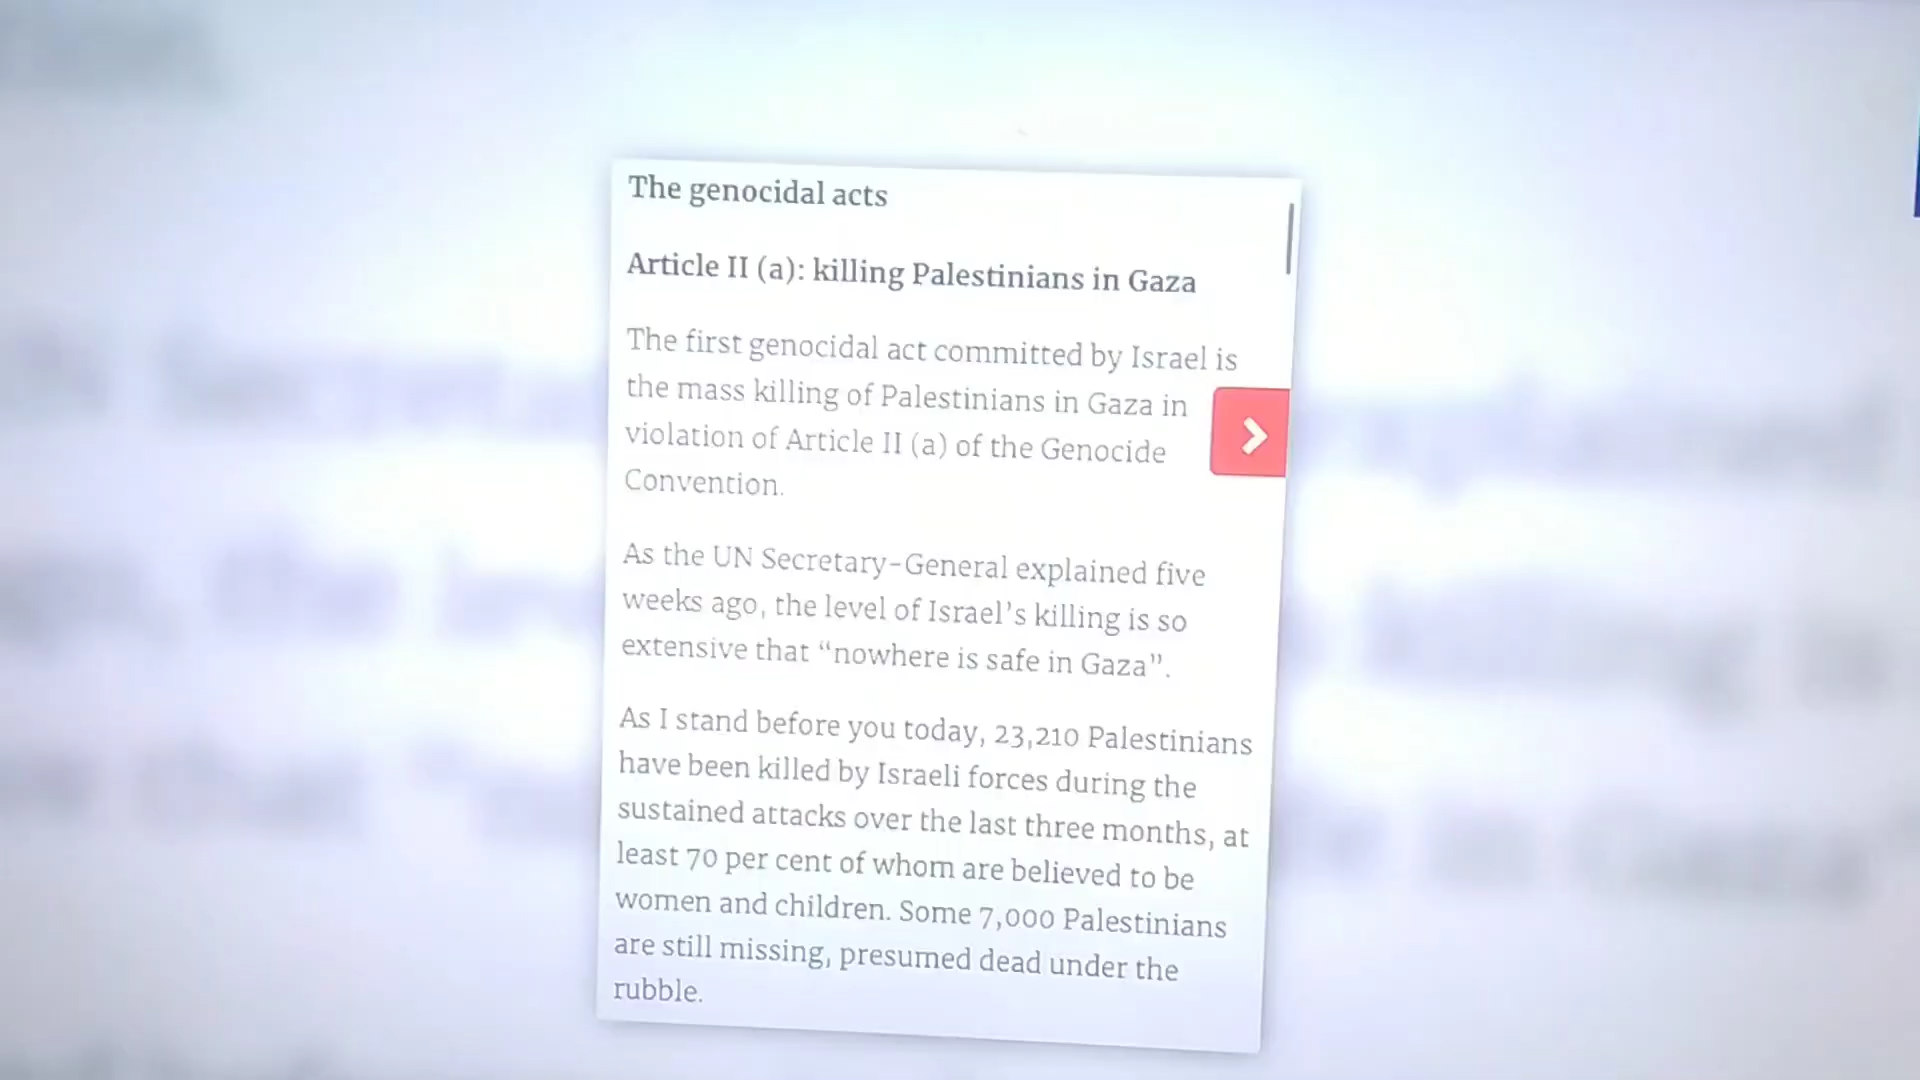 The genocidal acts
Article II (a): killing Palestinians in Gaza
The first genocidal act committed by Israel is
the mass killing of Palestinians in Gaza in
violation of Article II (a) of the Genocide
Convention.
As the UN Secretary-General explained five
weeks ago, the level of Israel’s killing is so
extensive that “nowhere is safe in Gaza”.
As I stand before you today, 23,210 Palestinians
have been killed by Israeli forces during the
sustained attacks over the last three months, at
least 70 per cent of whom are believed to be
women and children. Some 7,000 Palestinians
are still missing, presumed dead under the
rubble.